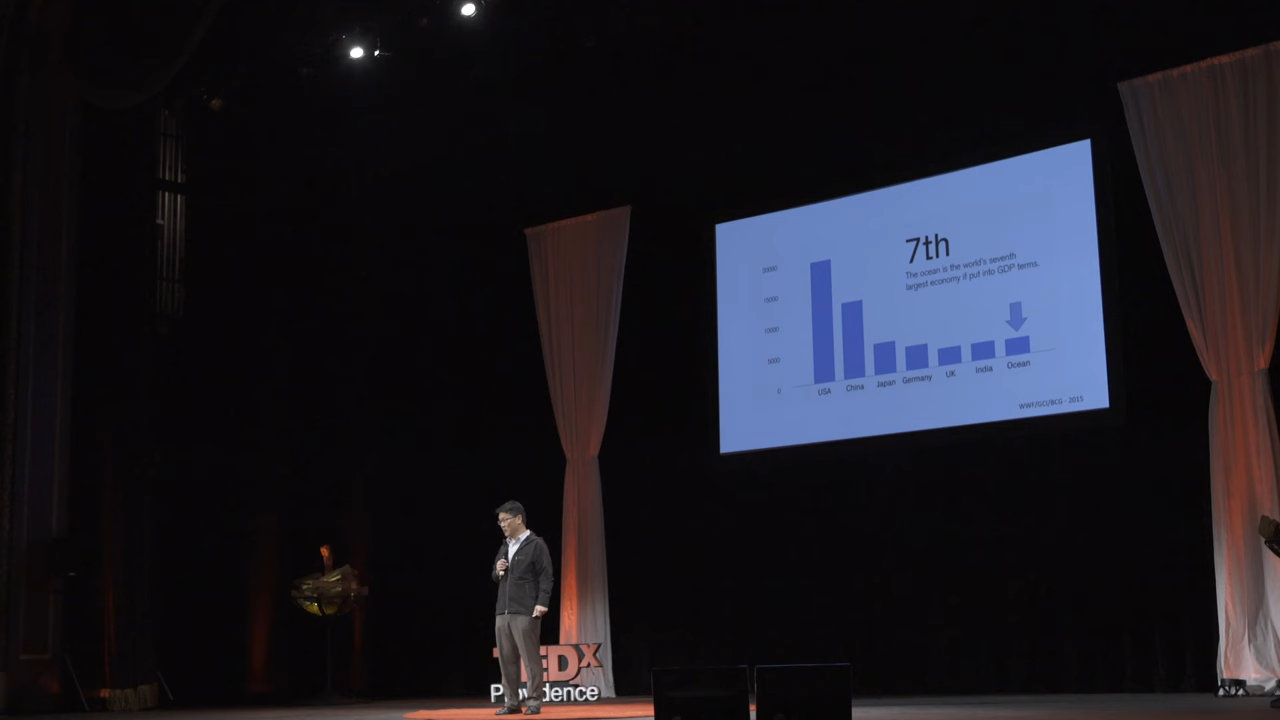 7th
The ocean is the world's seventh
largest economy if put into GDP terms.
20000
15000
10000
5000
0
USA China Japan Germany UK India Ocean
WWF/GCI/BCG - 2015
TEDx
Providence